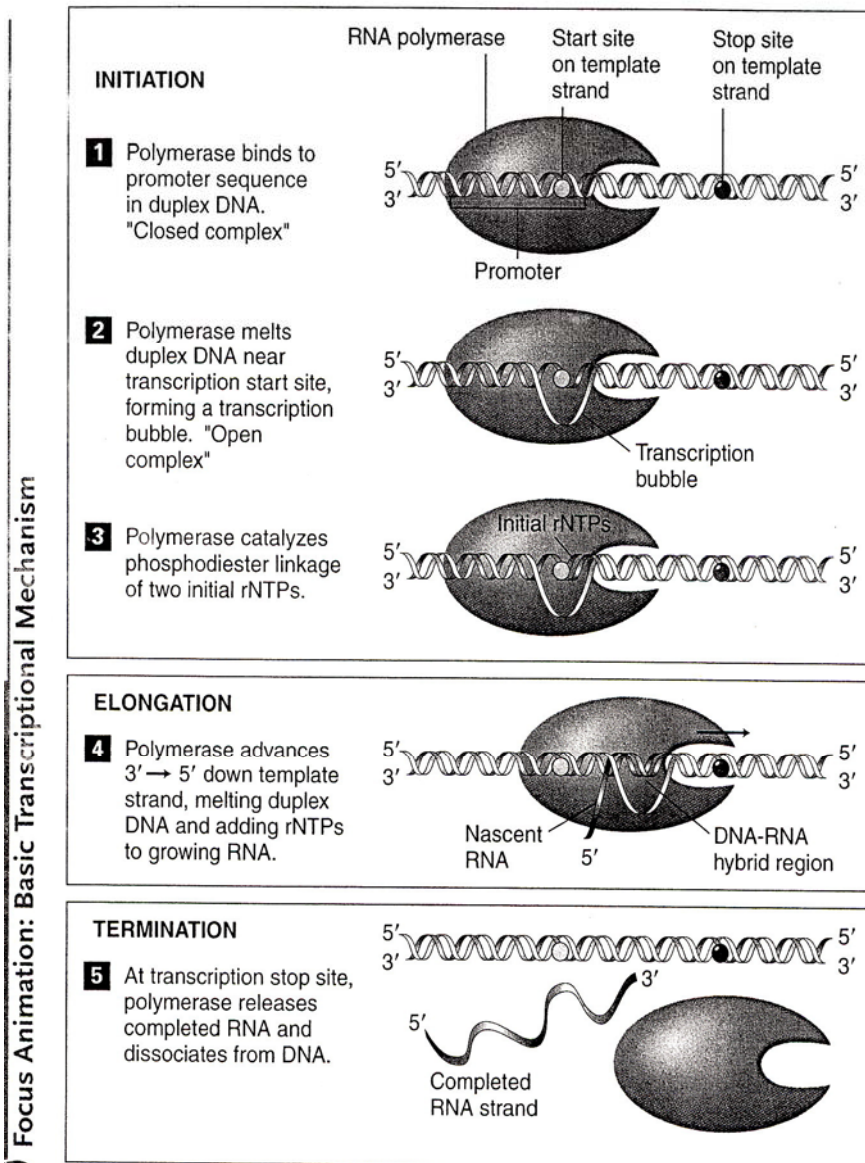 Focus Animation: Basic Transcriptional Mechanism
INITIATION
RNA polymerase
Start site
on template
strand
Stop site
on template
strand
1 Polymerase binds to
promoter sequence
in duplex DNA.
"Closed complex"
5′
3′
5′
3′
Promoter
2 Polymerase melts
duplex DNA near
transcription start site,
forming a transcription
bubble. "Open
complex"
5′
3′
5′
3′
Transcription
bubble
3 Polymerase catalyzes
phosphodiester linkage
of two initial rNTPs.
Initial rNTPs
5′
3′
5′
3′
ELONGATION
4 Polymerase advances
3′ → 5′ down template
strand, melting duplex
DNA and adding rNTPs
to growing RNA.
5′
3′
5′
3′
Nascent
RNA
5′
DNA-RNA
hybrid region
TERMINATION
5 At transcription stop site,
polymerase releases
completed RNA and
dissociates from DNA.
5′
3′
5′
3′
5′
3′
Completed
RNA strand